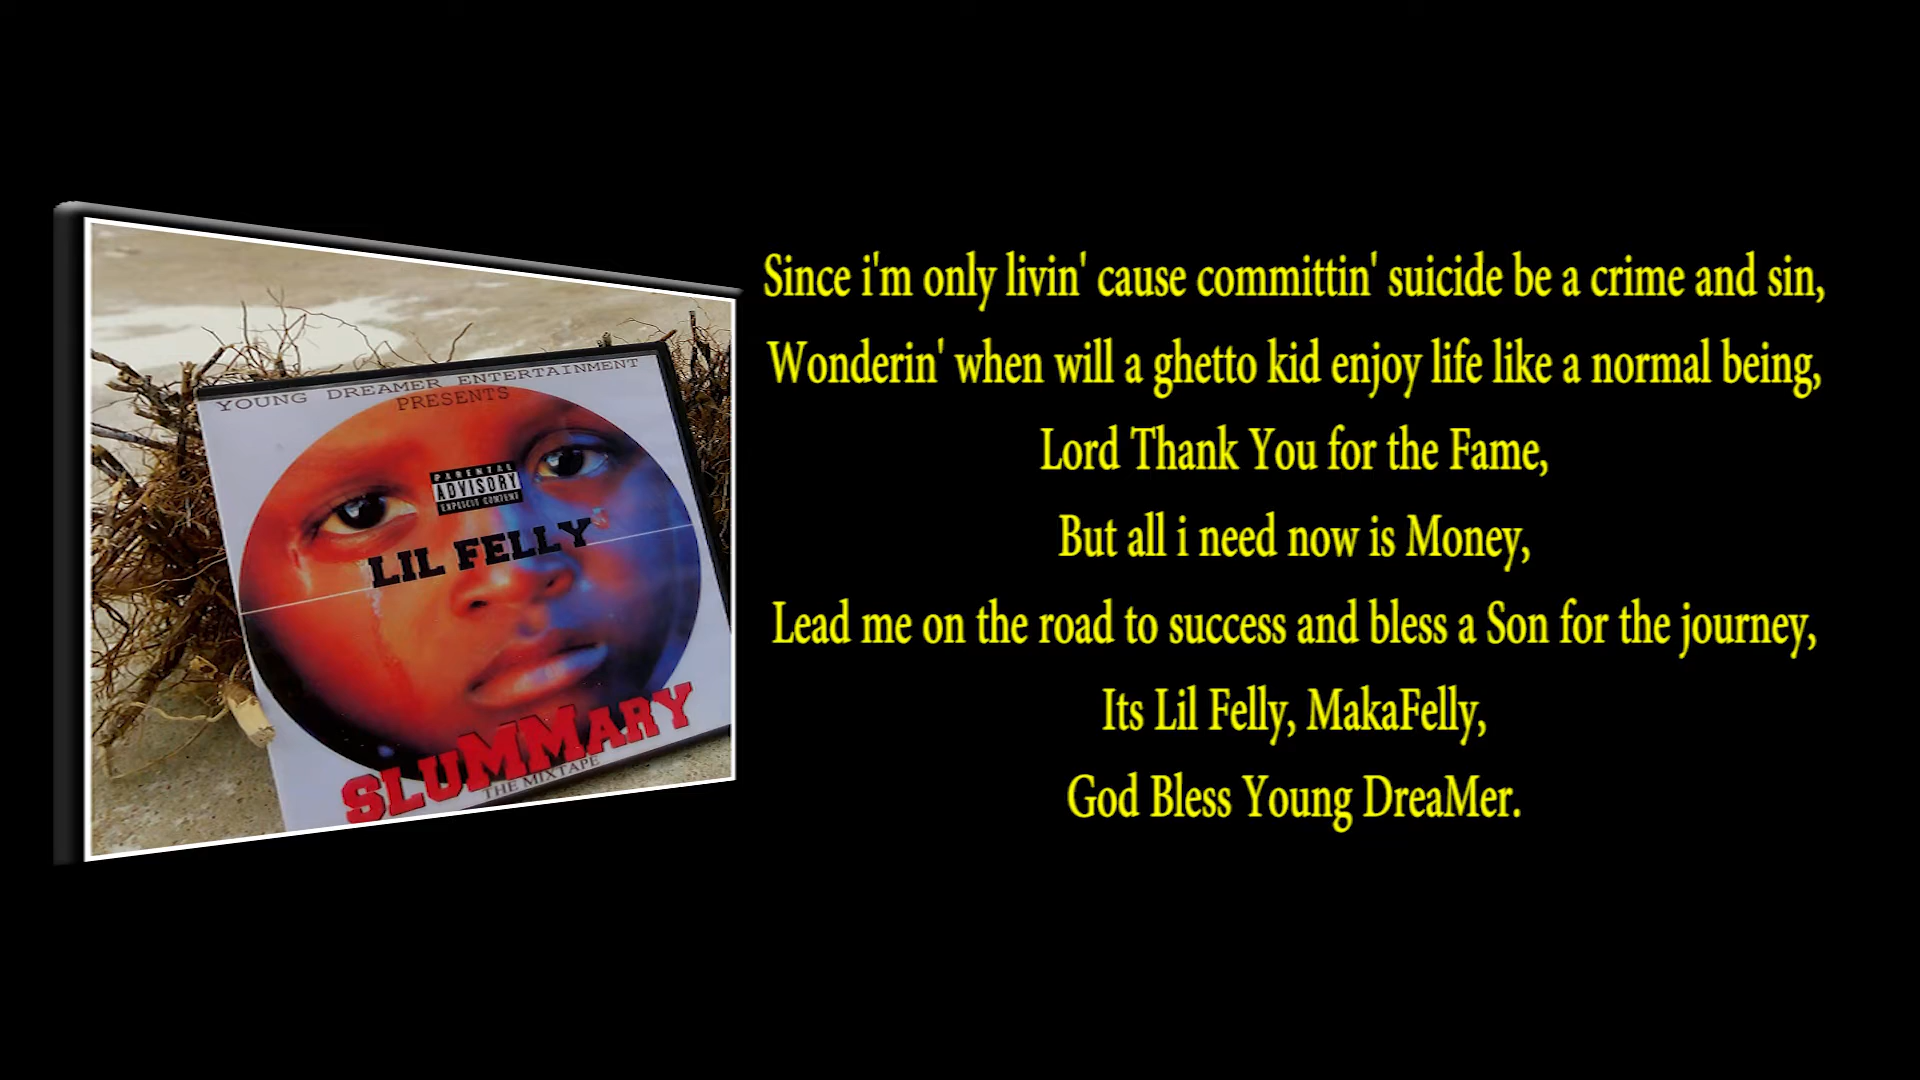 YOUNG DREAMER ENTERTAINMENT
PRESENTS
PARENTAL
ADVISORY
EXPLICIT CONTENT
LIL FELLY
SLUMMARY
THE MIXTAPE
Since i'm only livin' cause committin' suicide be a crime and sin,
Wonderin' when will a ghetto kid enjoy life like a normal being,
Lord Thank You for the Fame,
But all i need now is Money,
Lead me on the road to success and bless a Son for the journey,
Its Lil Felly, MakaFelly,
God Bless Young DreaMer.